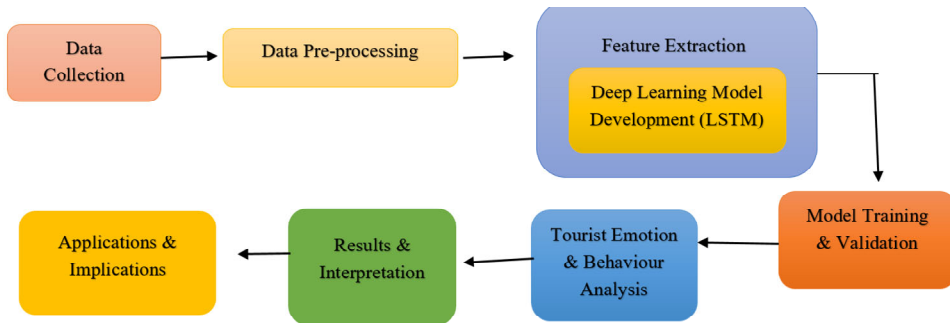 Data
Collection
Data Pre-processing
Feature Extraction
Deep Learning Model
Development (LSTM)
Model Training
& Validation
Tourist Emotion
& Behaviour
Analysis
Results &
Interpretation
Applications &
Implications